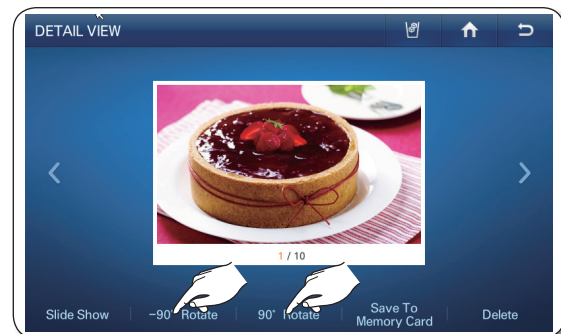 DETAIL VIEW
1 / 10
Slide Show
-90° Rotate
90° Rotate
Save To
Memory Card
Delete